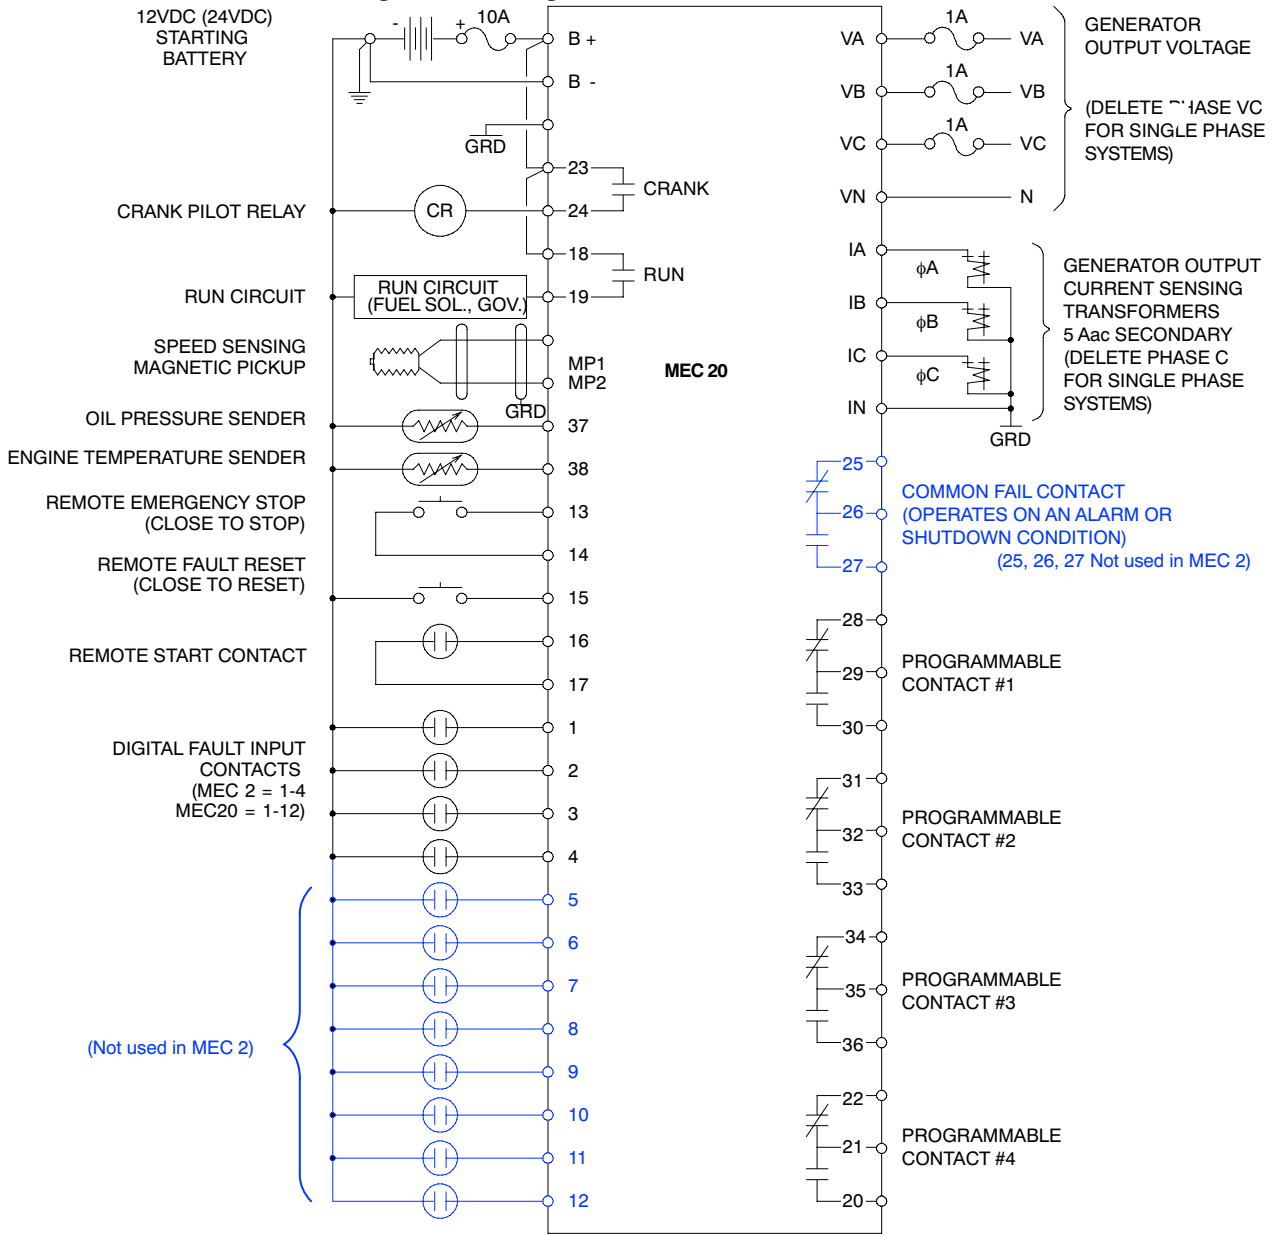 12VDC (24VDC)
STARTING
BATTERY
-
+
10A
B +
B -
GRD
23
CRANK
CRANK PILOT RELAY
CR
24
18
RUN
RUN CIRCUIT
RUN CIRCUIT
(FUEL SOL., GOV.)
19
SPEED SENSING
MAGNETIC PICKUP
MP1
MP2
GRD
MEC 20
OIL PRESSURE SENDER
37
ENGINE TEMPERATURE SENDER
38
REMOTE EMERGENCY STOP
(CLOSE TO STOP)
13
14
REMOTE FAULT RESET
(CLOSE TO RESET)
15
REMOTE START CONTACT
16
17
DIGITAL FAULT INPUT
CONTACTS
(MEC 2 = 1-4
MEC20 = 1-12)
1
2
3
4
(Not used in MEC 2)
5
6
7
8
9
10
11
12
VA
1A
VA
VB
1A
VB
VC
1A
VC
VN
N
GENERATOR
OUTPUT VOLTAGE
(DELETE VC
FOR SINGLE PHASE
SYSTEMS)
IA
ϕA
IB
ϕB
IC
ϕC
IN
GRD
GENERATOR OUTPUT
CURRENT SENSING
TRANSFORMERS
5 Aac SECONDARY
(DELETE PHASE C
FOR SINGLE PHASE
SYSTEMS)
25
26
27
COMMON FAIL CONTACT
(OPERATES ON AN ALARM OR
SHUTDOWN CONDITION)
(25, 26, 27 Not used in MEC 2)
28
29
30
PROGRAMMABLE
CONTACT #1
31
32
33
PROGRAMMABLE
CONTACT #2
34
35
36
PROGRAMMABLE
CONTACT #3
22
21
20
PROGRAMMABLE
CONTACT #4